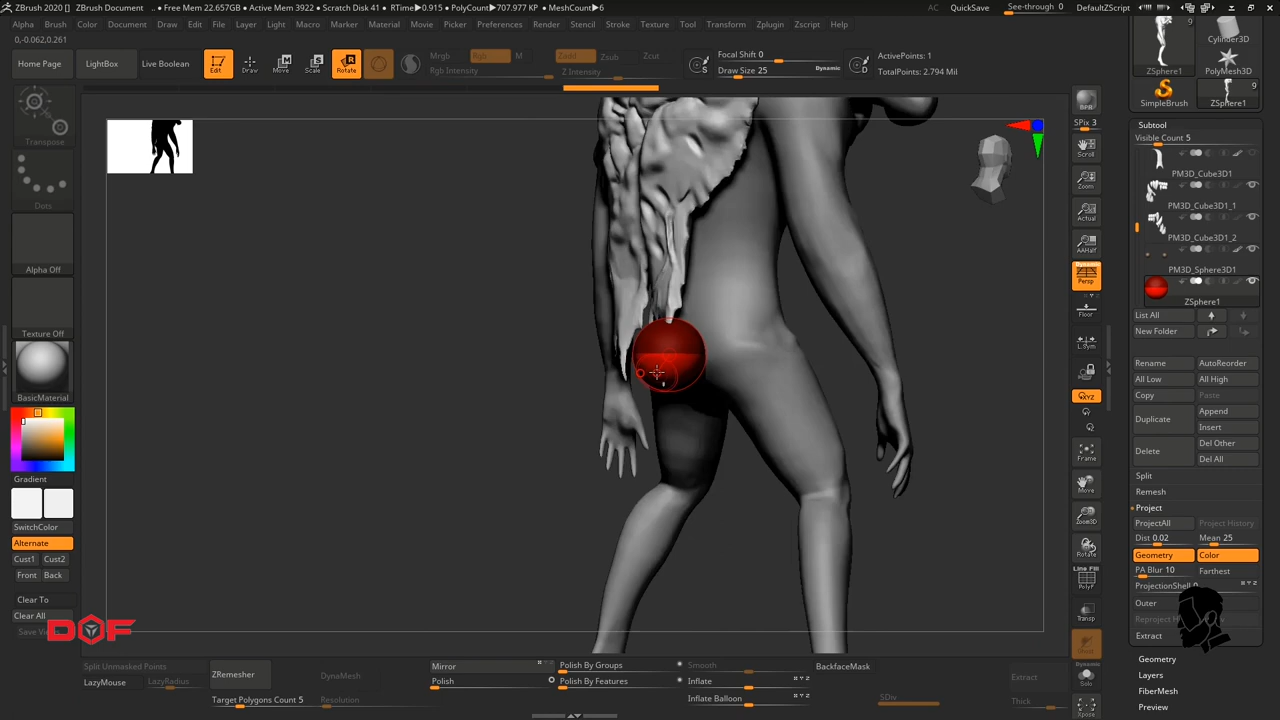 ZBrush 2020 [] ZBrush Document .. ● Free Mem 22.657GB ● Active Mem 3922 ● Scratch Disk 41 ● RTime▶0.915 ● PolyCount▶707.977 KP ● MeshCount▶6
AC QuickSave See-through 0 DefaultZScript
Alpha Brush Color Document Draw Edit File Layer Light Macro Marker Material Movie Picker Preferences Render Stencil Stroke Texture Tool Transform Zplugin Zscript Help
0,-0.062,0.261
Home Page LightBox Live Boolean
Edit Draw Move Scale Rotate
Mrgb Rgb M
Rgb Intensity
Zadd Zsub Zcut
Z Intensity
S
Focal Shift 0
Draw Size 25 Dynamic
D
ActivePoints: 1
TotalPoints: 2.794 Mil
Transpose
Dots
Alpha Off
Texture Off
BasicMaterial
Gradient
SwitchColor
Alternate
Cust1 Cust2
Front Back
Clear To
Clear All
DOF
BPR
SPix 3
Scroll
Zoom
Actual
AAHalf
Dynamic
Persp
Floor
L.Sym
XYZ
Frame
Move
Zoom3D
Rotate
Line Fill
PolyF
Transp
Dynamic
Solo
Xpose
ZSphere1
Cylinder3D
PolyMesh3D
SimpleBrush
9
ZSphere1
9
Subtool
Visible Count 5
PM3D_Cube3D1
PM3D_Cube3D1_1
PM3D_Cube3D1_2
PM3D_Sphere3D1
ZSphere1
List All
New Folder
Rename AutoReorder
All Low All High
Copy Paste
Duplicate Append
Insert
Delete Del Other
Del All
Split
Remesh
Project
ProjectAll Project History
Dist 0.02 Mean 25
Geometry Color
PA Blur 10 Farthest
ProjectionShell 0
Outer
Extract
Geometry
Layers
FiberMesh
Preview
Split Unmasked Points
LazyMouse LazyRadius
ZRemesher
DynaMesh
Target Polygons Count 5 Resolution
Mirror
Polish
Polish By Groups
Polish By Features
Smooth
Inflate
Inflate Balloon
BackfaceMask
SDiv
Extract
Thick